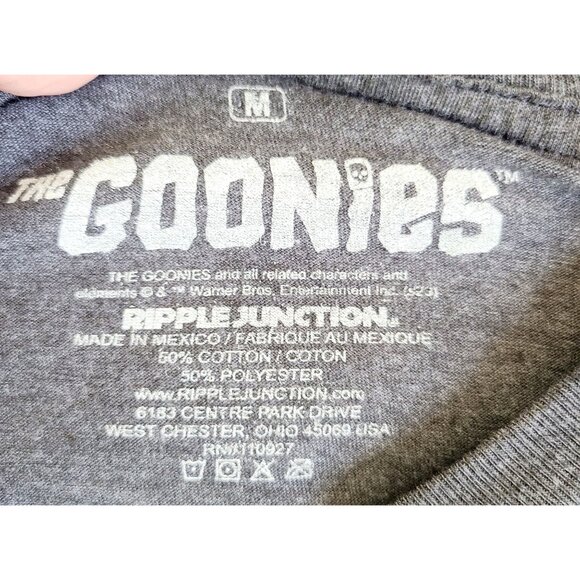 M
THE GOONIES™
THE GOONIES and all related characters and
elements © & ™ Warner Bros. Entertainment Inc. (s23)
RIPPLE JUNCTION®
MADE IN MEXICO / FABRIQUE AU MEXIQUE
50% COTTON / COTON
50% POLYESTER
www.RIPPLEJUNCTION.com
6183 CENTRE PARK DRIVE
WEST CHESTER, OHIO 45069 USA
RN#110927